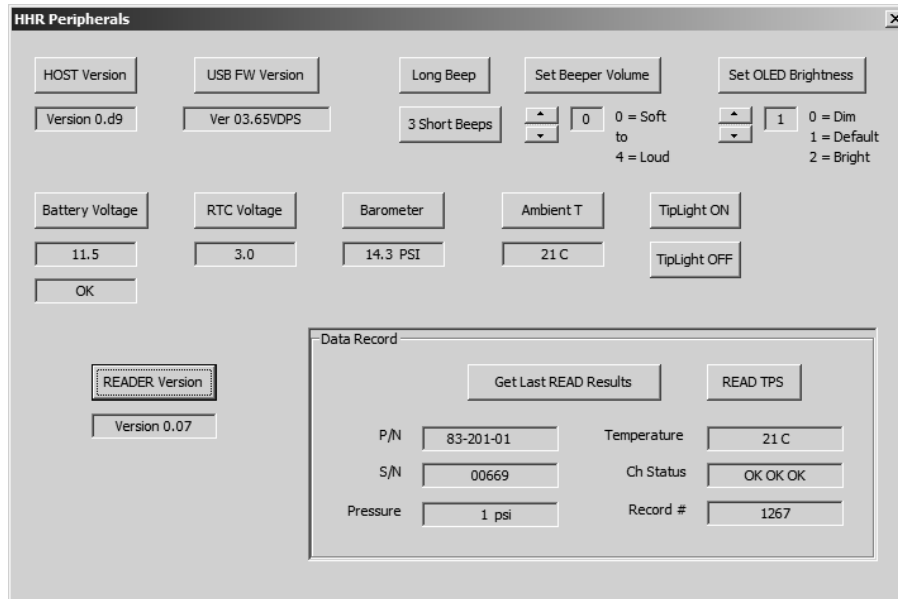 HHR Peripherals
HOST Version
USB FW Version
Long Beep
Set Beeper Volume
Set OLED Brightness
Version 0.d9
Ver 03.65VDPS
3 Short Beeps
0
0 = Soft
to
4 = Loud
1
0 = Dim
1 = Default
2 = Bright
Battery Voltage
RTC Voltage
Barometer
Ambient T
TipLight ON
11.5
3.0
14.3 PSI
21 C
TipLight OFF
OK
Data Record
READER Version
Get Last READ Results
READ TPS
Version 0.07
P/N
83-201-01
Temperature
21 C
S/N
00669
Ch Status
OK OK OK
Pressure
1 psi
Record #
1267